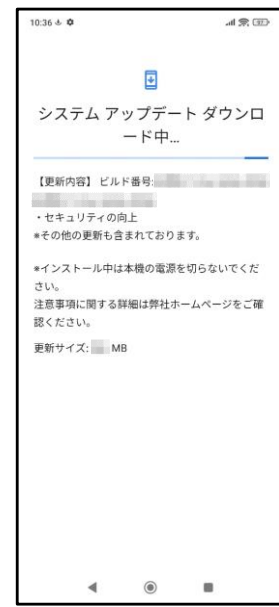 10:36
システム アップデート ダウンロ
ード中...
【更新内容】 ビルド番号:
・セキュリティの向上
*その他の更新も含まれております。
*インストール中は本機の電源を切らないでくだ
さい。
注意事項に関する詳細は弊社ホームページをご確
認ください。
更新サイズ: MB